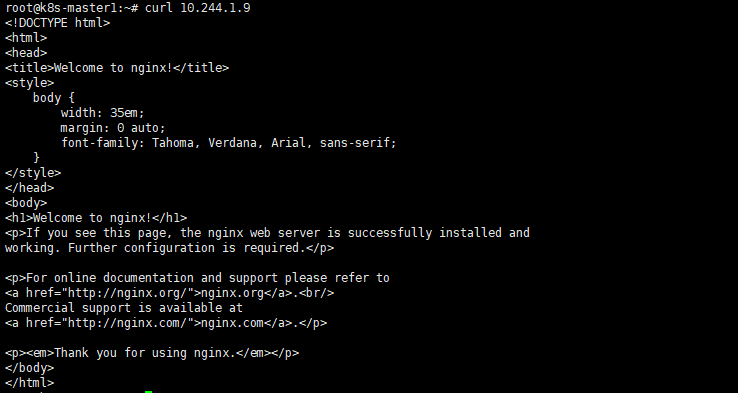 root@k8s-master1:~# curl 10.244.1.9
<!DOCTYPE html>
<html>
<head>
<title>Welcome to nginx!</title>
<style>
    body {
        width: 35em;
        margin: 0 auto;
        font-family: Tahoma, Verdana, Arial, sans-serif;
    }
</style>
</head>
<body>
<h1>Welcome to nginx!</h1>
<p>If you see this page, the nginx web server is successfully installed and
working. Further configuration is required.</p>

<p>For online documentation and support please refer to
<a href="http://nginx.org/">nginx.org</a>.<br/>
Commercial support is available at
<a href="http://nginx.com/">nginx.com</a>.</p>

<p><em>Thank you for using nginx.</em></p>
</body>
</html>